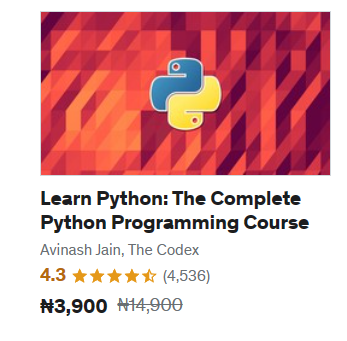 Learn Python: The Complete
Python Programming Course
Avinash Jain, The Codex
4.3 (4,536)
₦3,900 ₦14,900